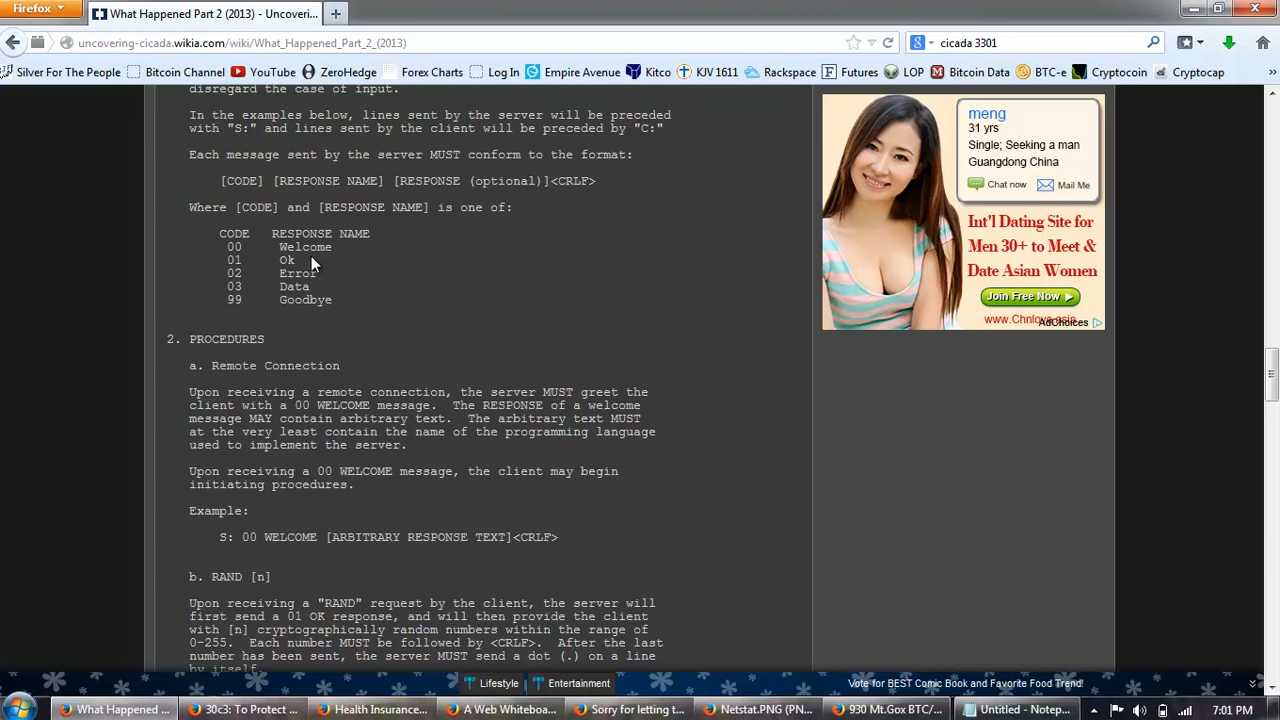 Firefox
What Happened Part 2 (2013) - Uncoveri...
uncovering-cicada.wikia.com/wiki/What_Happened_Part_2_(2013)
cicada 3301
Silver For The People
Bitcoin Channel
YouTube
ZeroHedge
Forex Charts
Log In
Empire Avenue
Kitco
KJV 1611
Rackspace
Futures
LOP
Bitcoin Data
BTC-e
Cryptocoin
Cryptocap
disregard the case of input.
In the examples below, lines sent by the server will be preceded
with "S:" and lines sent by the client will be preceded by "C:"
Each message sent by the server MUST conform to the format:
[CODE] [RESPONSE NAME] [RESPONSE (optional)]<CRLF>
Where [CODE] and [RESPONSE NAME] is one of:
CODE RESPONSE NAME
00 Welcome
01 Ok
02 Error
03 Data
99 Goodbye
2. PROCEDURES
a. Remote Connection
Upon receiving a remote connection, the server MUST greet the
client with a 00 WELCOME message. The RESPONSE of a welcome
message MAY contain arbitrary text. The arbitrary text MUST
at the very least contain the name of the programming language
used to implement the server.
Upon receiving a 00 WELCOME message, the client may begin
initiating procedures.
Example:
S: 00 WELCOME [ARBITRARY RESPONSE TEXT]<CRLF>
b. RAND [n]
Upon receiving a "RAND" request by the client, the server will
first send a 01 OK response, and will then provide the client
with [n] cryptographically random numbers within the range of
0-255. Each number MUST be followed by <CRLF>. After the last
number has been sent, the server MUST send a dot (.) on a line
by itself.
meng
31 yrs
Single; Seeking a man
Guangdong China
Chat now
Mail Me
Int'l Dating Site for
Men 30+ to Meet &
Date Asian Women
Join Free Now
www.Chnlove.asia
AdChoices
Lifestyle
Entertainment
Vote for BEST Comic Book and Favorite Food Trend!
What Happened ...
30c3: To Protect ...
Health Insurance...
A Web Whiteboa...
Sorry for letting t...
Netstat.PNG (PN...
930 Mt.Gox BTC/...
Untitled - Notep...
7:01 PM